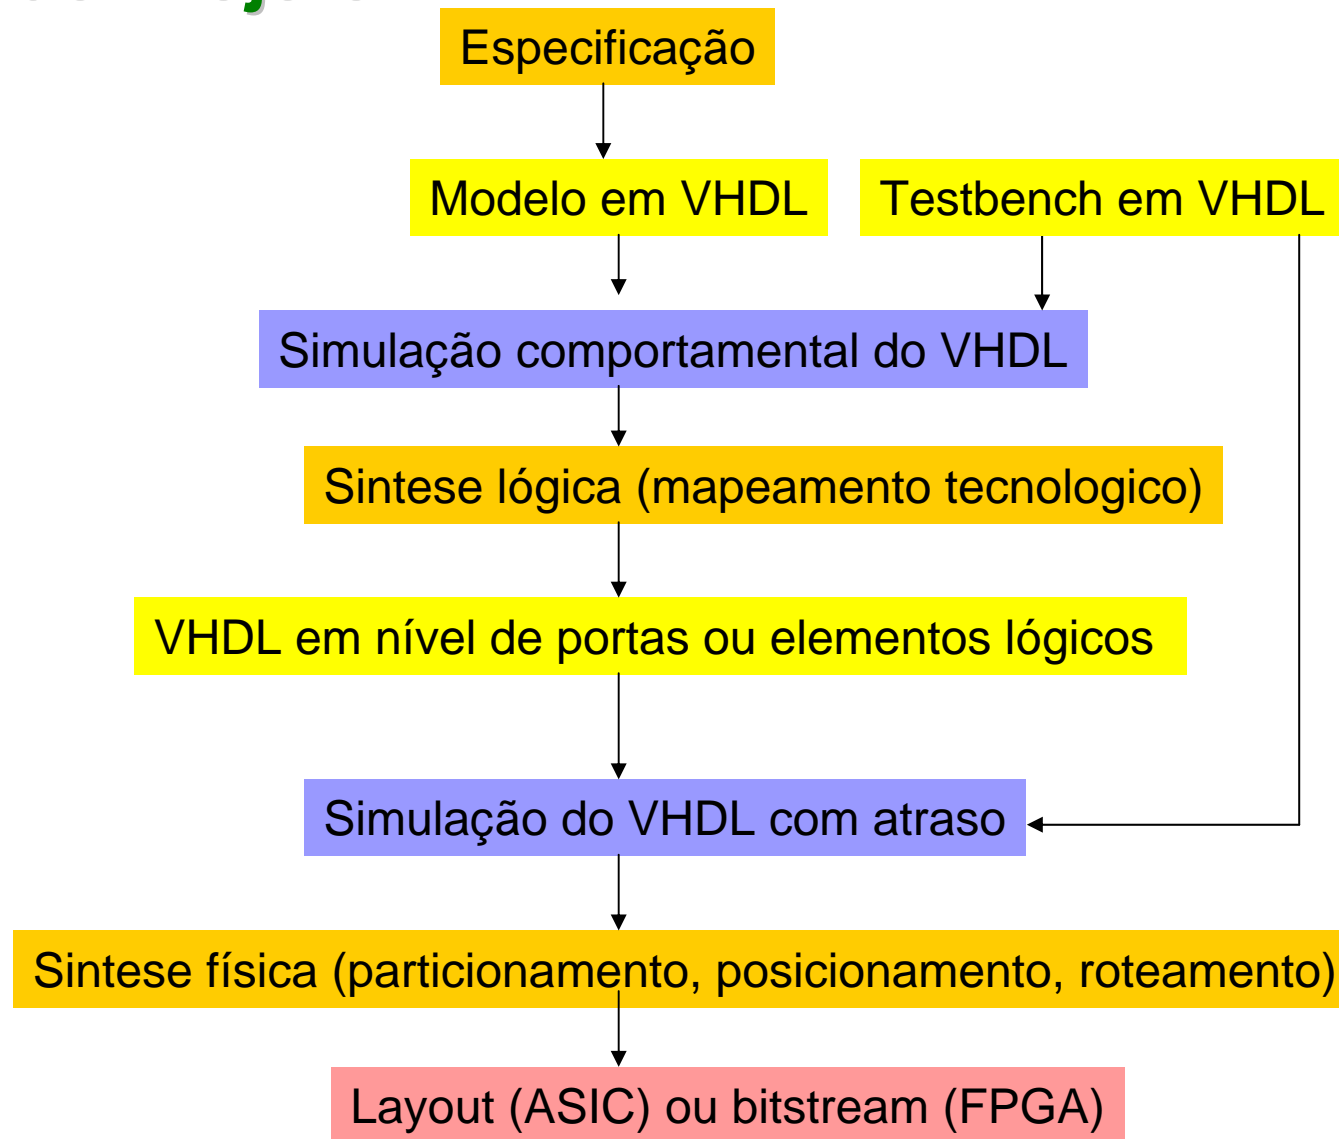 Especificação
Modelo em VHDL
Testbench em VHDL
Simulação comportamental do VHDL
Sintese lógica (mapeamento tecnologico)
VHDL em nível de portas ou elementos lógicos
Simulação do VHDL com atraso
Sintese física (particionamento, posicionamento, roteamento)
Layout (ASIC) ou bitstream (FPGA)